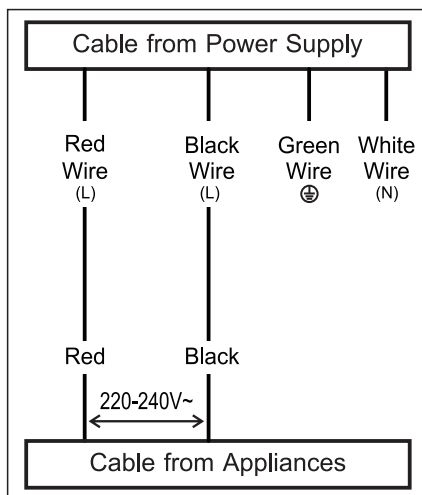 Cable from Power Supply
Red Wire (L)
Black Wire (L)
Green Wire ⏚
White Wire (N)
Red
Black
220-240V~
Cable from Appliances